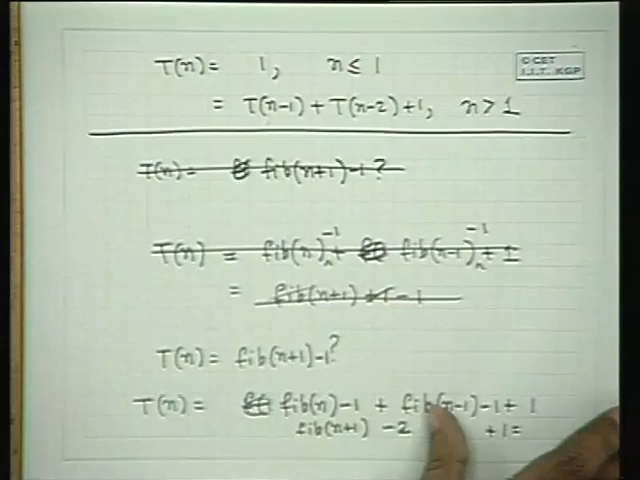 T(n) = 1, n ≤ 1
© CET
I.I.T. KGP
= T(n-1) + T(n-2) + 1, n > 1
T(n) = fib(n+1) - 1 ?
T(n) = fib(n) -1 + fib(n-1) -1 + 1
= fib(n+1) + - 1
T(n) = fib(n+1) - 1 ?
T(n) = fib(n) - 1 + fib(n-1) - 1 + 1
fib(n+1) - 2 + 1 =